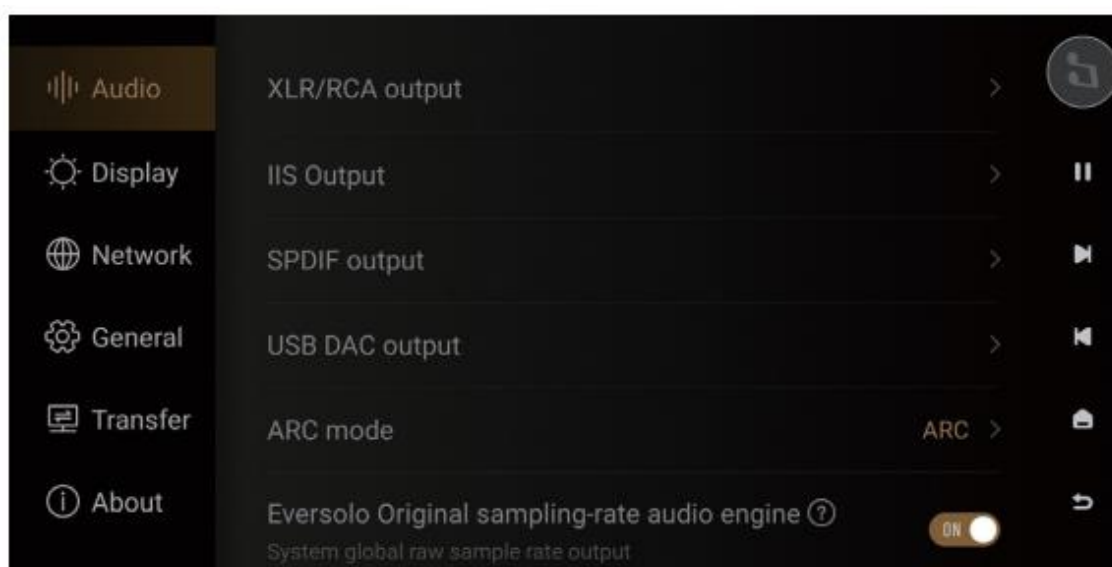 Audio
Display
Network
General
Transfer
About
XLR/RCA output
IIS Output
SPDIF output
USB DAC output
ARC mode
ARC
Eversolo Original sampling-rate audio engine ?
System global raw sample rate output
ON